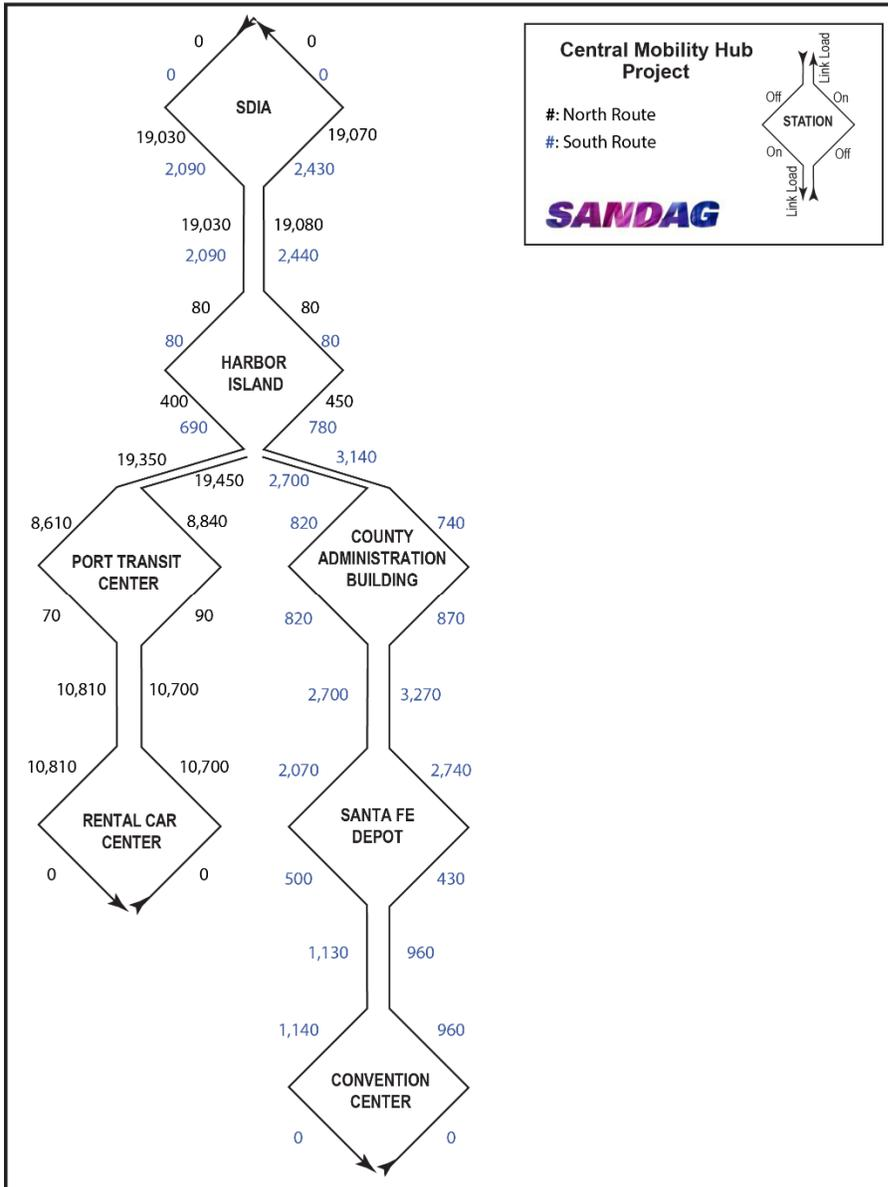 Central Mobility Hub
Project
#: North Route
#: South Route
SANDAG
Link Load
Off
On
STATION
On
Off
Link Load
0
0
0
0
SDIA
19,030
19,070
2,090
2,430
19,030
19,080
2,090
2,440
80
80
80
80
HARBOR
ISLAND
400
450
690
780
19,350
3,140
19,450
2,700
8,610
8,840
820
740
PORT TRANSIT
CENTER
COUNTY
ADMINISTRATION
BUILDING
70
90
820
870
10,810
10,700
2,700
3,270
10,810
10,700
2,070
2,740
RENTAL CAR
CENTER
SANTA FE
DEPOT
0
0
500
430
1,130
960
1,140
960
CONVENTION
CENTER
0
0